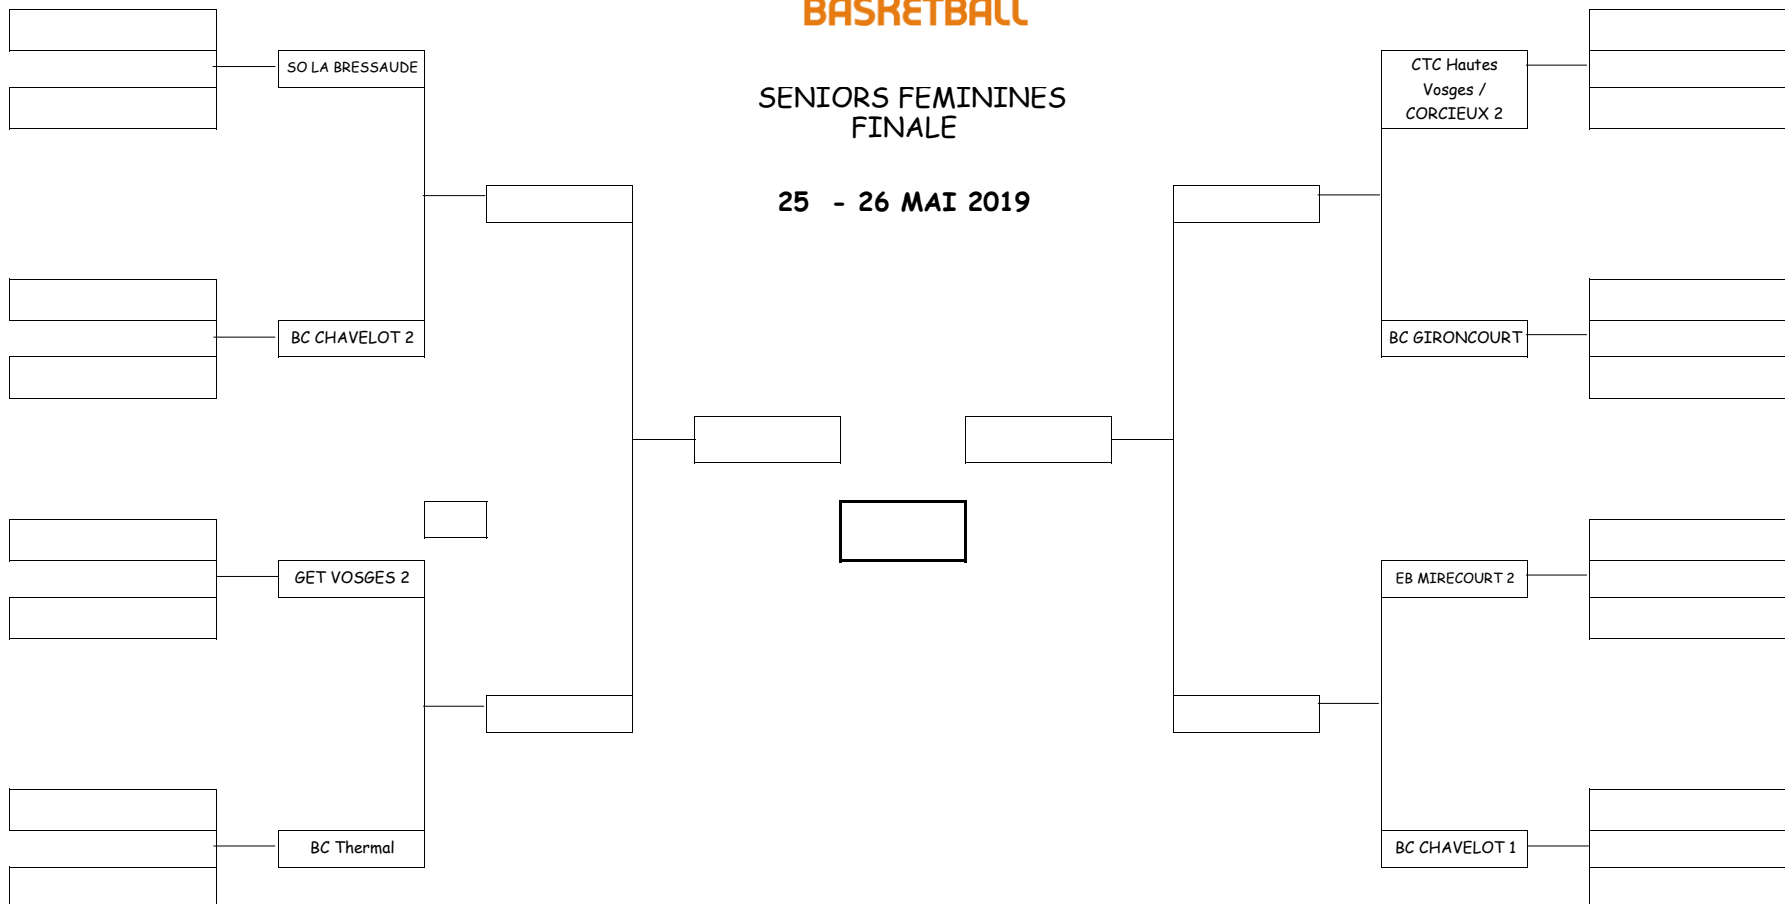 BASKETBALL
SENIORS FEMININES
FINALE
25 - 26 MAI 2019
SO LA BRESSAUDE
BC CHAVELOT 2
GET VOSGES 2
BC Thermal
CTC Hautes
Vosges /
CORCIEUX 2
BC GIRONCOURT
EB MIRECOURT 2
BC CHAVELOT 1